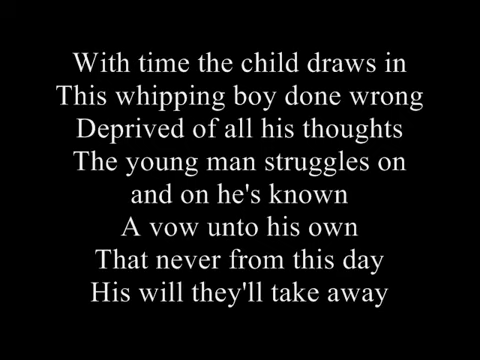 With time the child draws in
This whipping boy done wrong
Deprived of all his thoughts
The young man struggles on
and on he's known
A vow unto his own
That never from this day
His will they'll take away